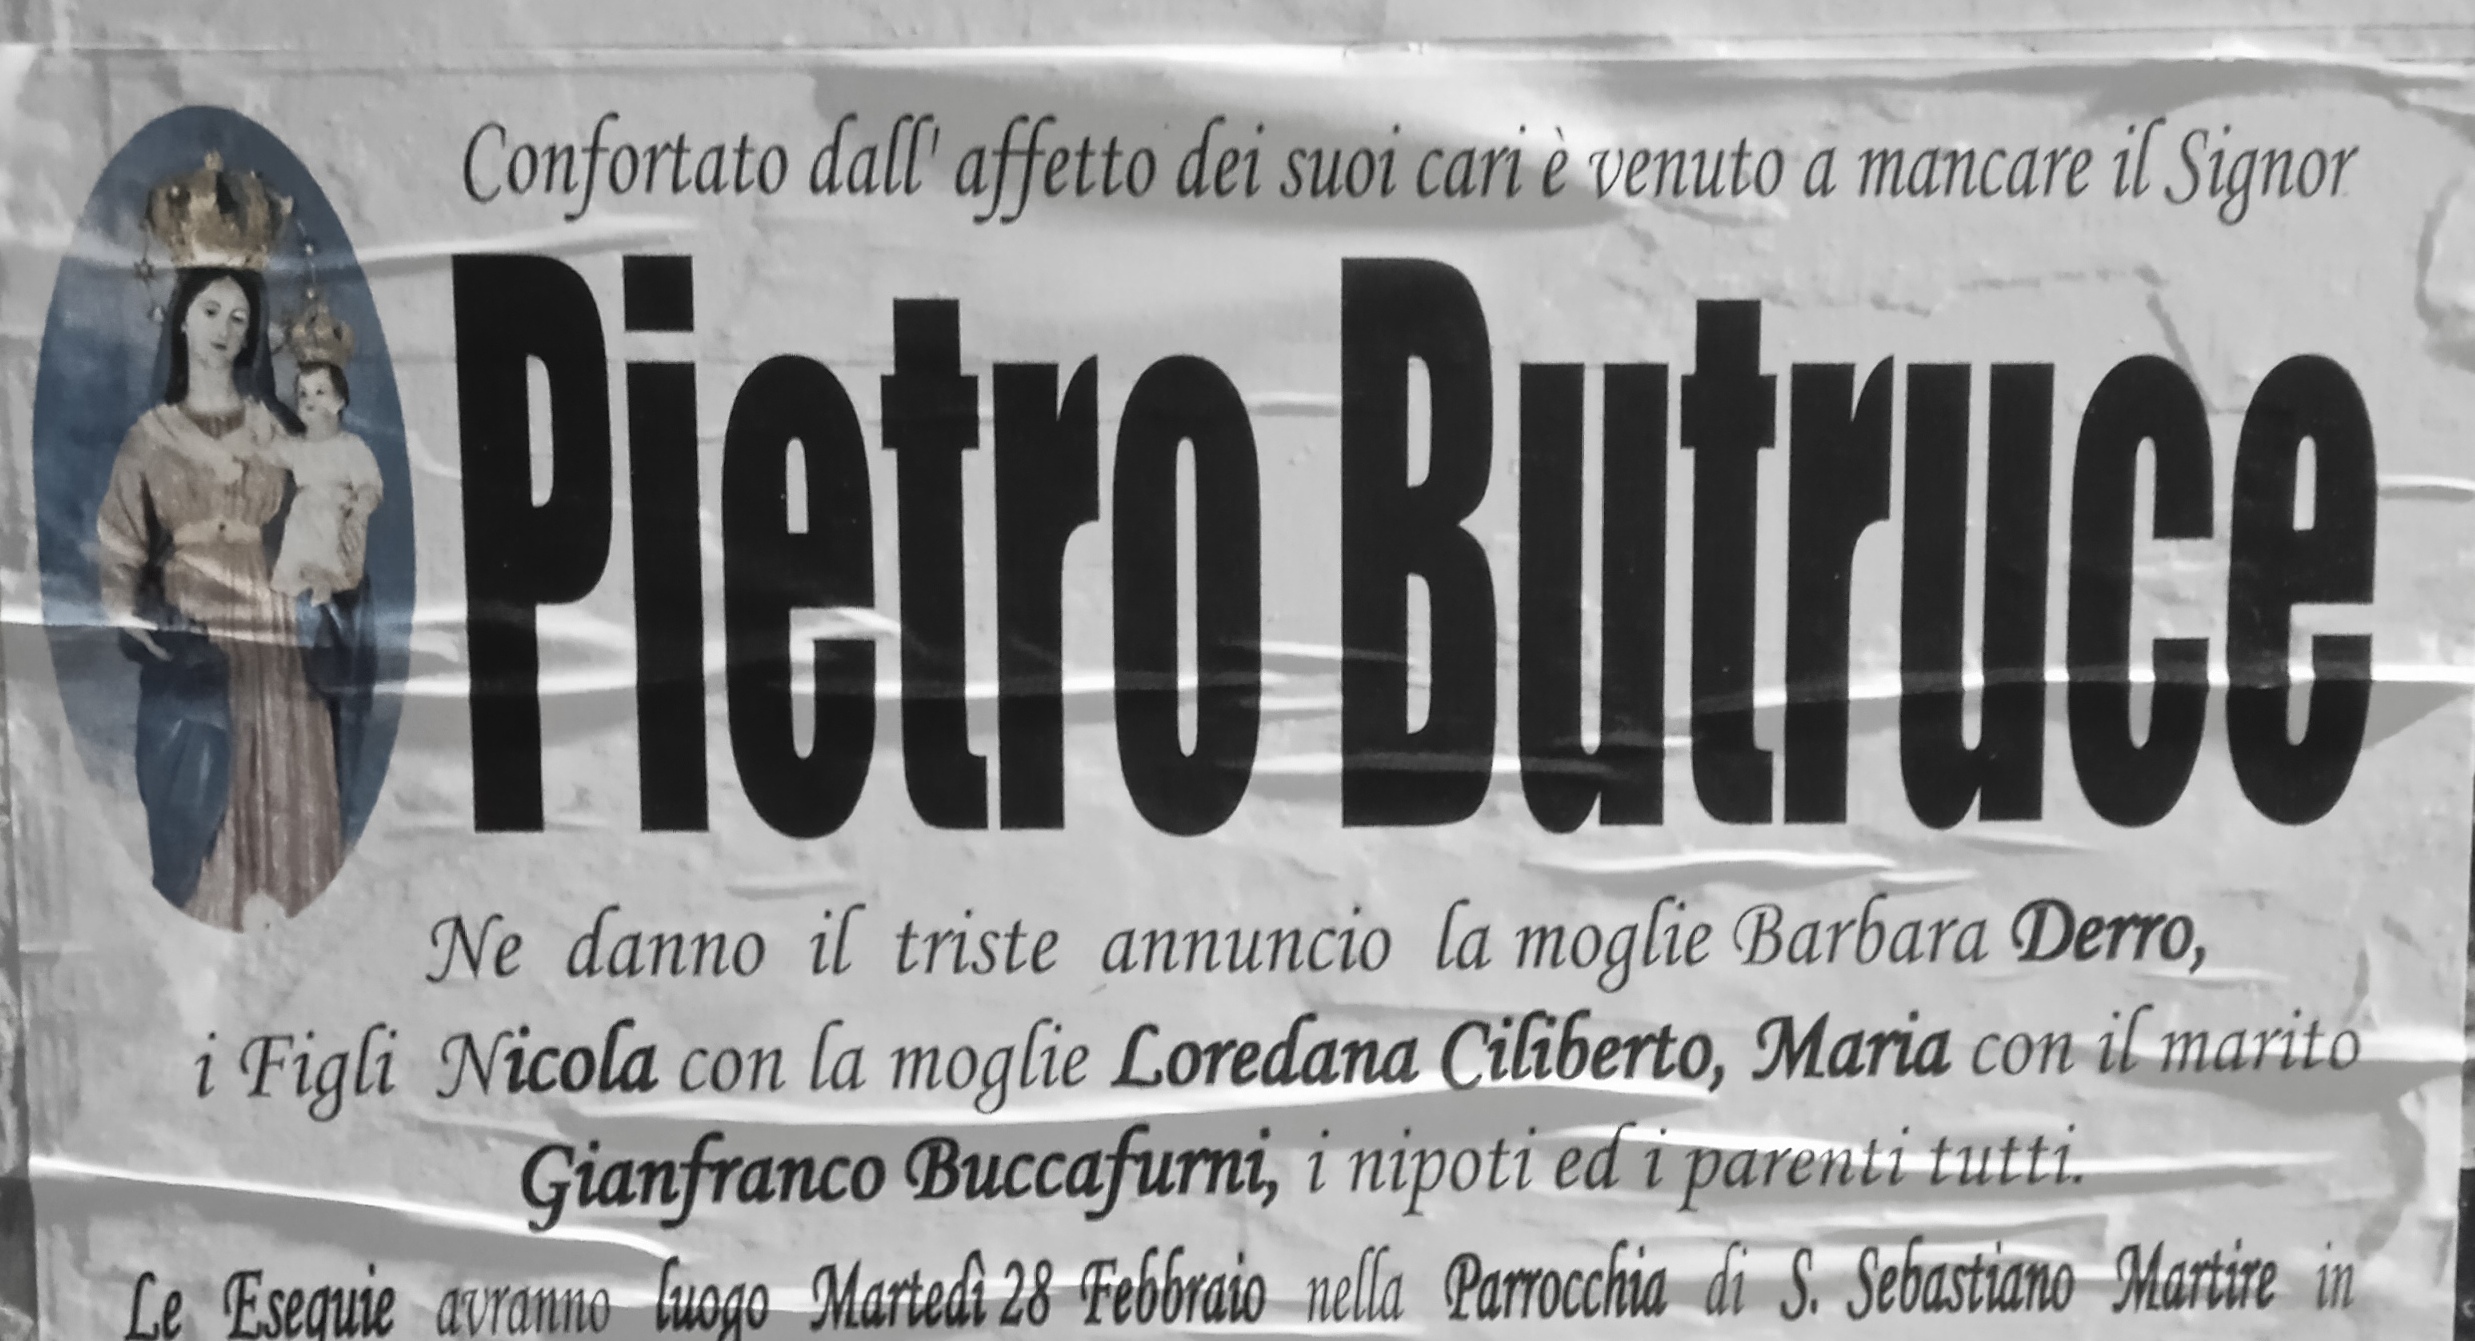 Confortato dall' affetto dei suoi cari è venuto a mancare il Signor
Pietro Butruce
Ne danno il triste annuncio la moglie Barbara Derro,
i Figli Nicola con la moglie Loredana Ciliberto, Maria con il marito
Gianfranco Buccafurni, i nipoti ed i parenti tutti.
Le Esequie avranno luogo Martedì 28 Febbraio nella Parrocchia di S. Sebastiano Martire in